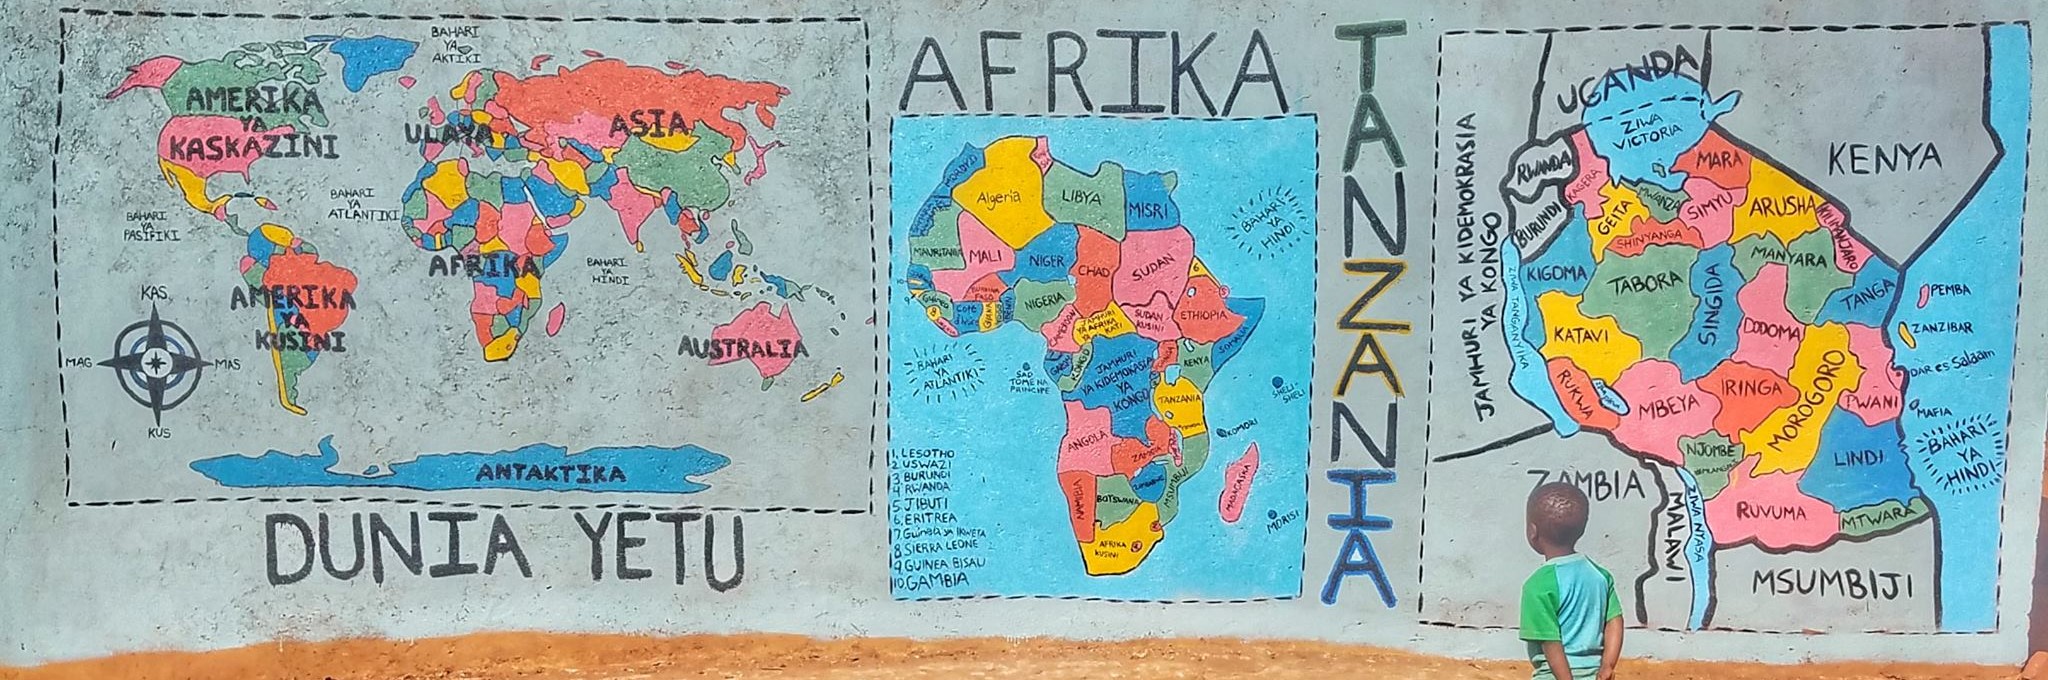 BAHARI
YA
AKTIKI
AMERIKA
YA
KASKAZINI
ULAYA
ASIA
BAHARI
YA
ATLANTIKI
BAHARI
YA
PASIFIKI
AFRIKA
BAHARI
YA
HINDI
AMERIKA
YA
KUSINI
AUSTRALIA
KAS
MAG
MAS
KUS
ANTAKTIKA
DUNIA YETU
AFRIKA
Algeria
LIBYA
MISRI
MAURITANIA
MALI
NIGER
CHAD
SUDAN
6
5
BURKINA
FASO
NIGERIA
Guinea
Cote
d'Ivoire
GHANA
TOGO
BENIN
CAMEROON
JAMHURI
YA AFRIKA
KATI
SUDAN
KUSINI
ETHIOPIA
SOMALIA
KENYA
GABON
KONGO
JAMHURI
YA KIDEMOKRASIA
YA
KONGO
TANZANIA
SAO
TOME NA
PRINCIPE
SHELI
SHELI
KOMORI
ANGOLA
ZAMBIA
MSUMBIJI
ZIMBABWE
NAMIBIA
BOTSWANA
MADAGASKA
MORISI
AFRIKA
KUSINI
BAHARI
YA
HINDI
BAHARI
YA
ATLANTIKI
1. LESOTHO
2 USWAZI
3 BURUNDI
4 RWANDA
5 JIBUTI
6. ERITREA
7 Guinea ya IKWETA
8 SIERRA LEONE
9 GUINEA BISAU
10. GAMBIA
TANZANIA
JAMHURI YA KIDEMOKRASIA
YA KONGO
UGANDA
ZIWA
VICTORIA
RWANDA
BURUNDI
KENYA
KAGERA
MWANZA
MARA
GEITA
SIMIYU
ARUSHA
KILIMANJARO
SHINYANGA
KIGOMA
TABORA
SINGIDA
MANYARA
TANGA
ZIWA TANGANYIKA
KATAVI
DODOMA
PEMBA
ZANZIBAR
DAR es Salaam
RUKWA
MBEYA
IRINGA
MOROGORO
PWANI
MAFIA
NJOMBE
LINDI
BAHARI
YA
HINDI
ZAMBIA
MALAWI
ZIWA NYASA
RUVUMA
MTWARA
MSUMBIJI